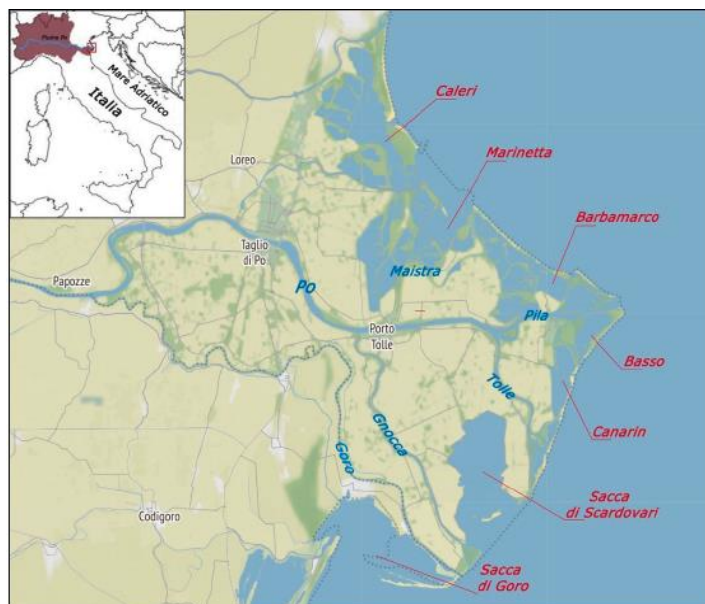 Pianura Po
Mare Adriatico
Italia
Caleri
Marinetta
Loreo
Barbamarco
Taglio
di Po
Maistra
Papozze
Po
Pila
Porto
Tolle
Basso
Tolle
Canarin
Gnocca
Goro
Sacca
di Scardovari
Codigoro
Sacca
di Goro